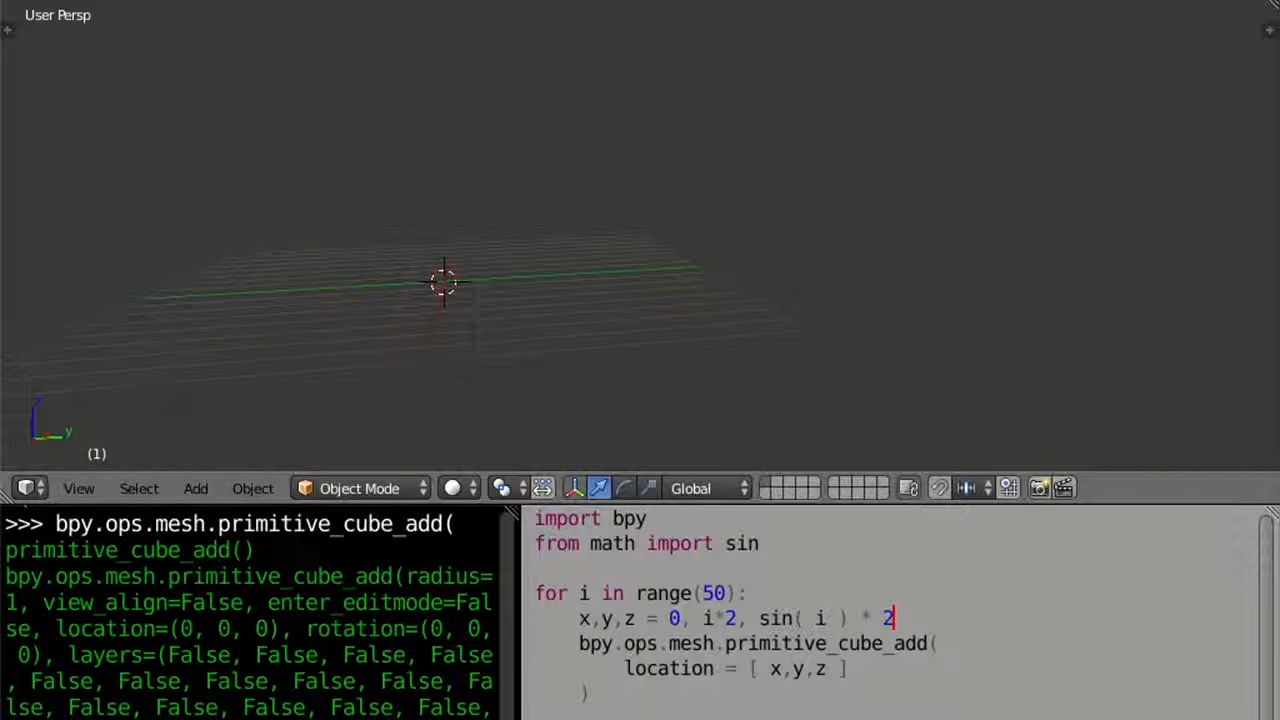 User Persp
z
y
(1)
View Select Add Object Object Mode Global
>>> bpy.ops.mesh.primitive_cube_add(
primitive_cube_add()
bpy.ops.mesh.primitive_cube_add(radius=
1, view_align=False, enter_editmode=Fal
se, location=(0, 0, 0), rotation=(0, 0,
 0), layers=(False, False, False, False
, False, False, False, False, False, Fa
lse, False, False, False, False, False,
import bpy
from math import sin
for i in range(50):
    x,y,z = 0, i*2, sin( i ) * 2
    bpy.ops.mesh.primitive_cube_add(
        location = [ x,y,z ]
    )